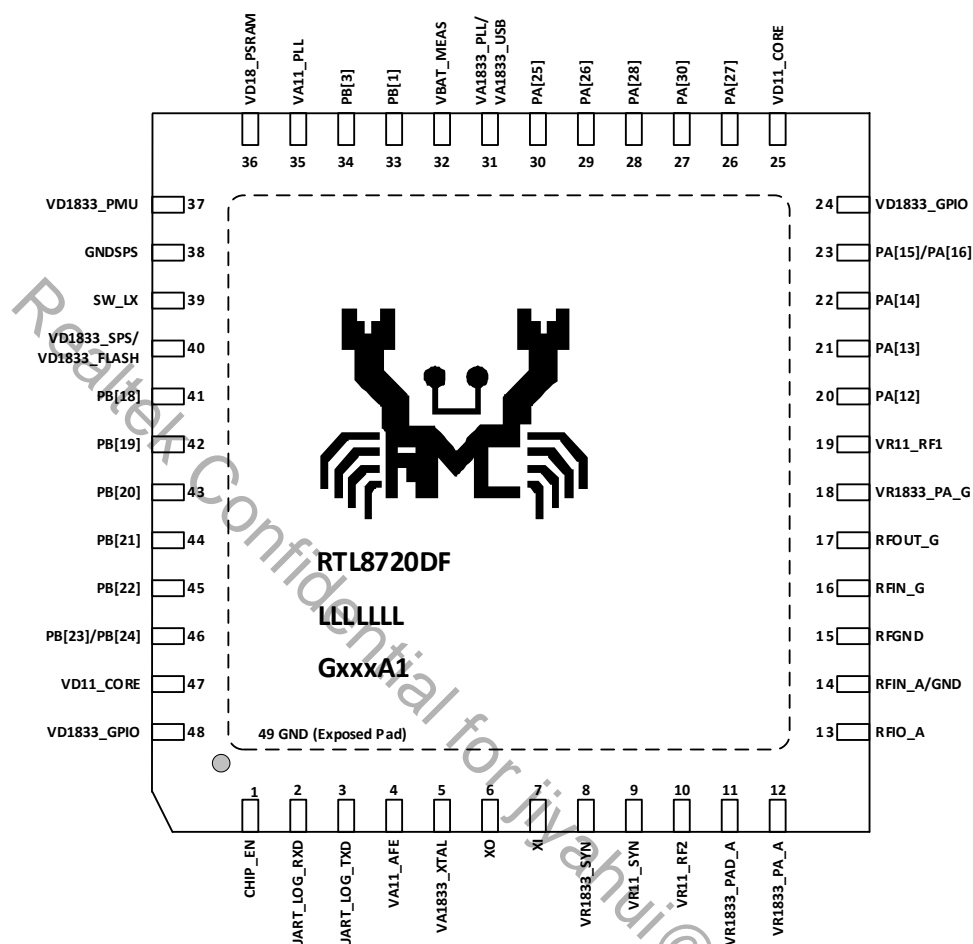 VD18_PSRAM
VA11_PLL
PB[3]
PB[1]
VBAT_MEAS
VA1833_PLL/
VA1833_USB
PA[25]
PA[26]
PA[28]
PA[30]
PA[27]
VD11_CORE
36 35 34 33 32 31 30 29 28 27 26 25
VD1833_PMU 37
GNDSPS 38
SW_LX 39
VD1833_SPS/
VD1833_FLASH 40
PB[18] 41
PB[19] 42
PB[20] 43
PB[21] 44
PB[22] 45
PB[23]/PB[24] 46
VD11_CORE 47
VD1833_GPIO 48
24 VD1833_GPIO
23 PA[15]/PA[16]
22 PA[14]
21 PA[13]
20 PA[12]
19 VR11_RF1
18 VR1833_PA_G
17 RFOUT_G
16 RFIN_G
15 RFGND
14 RFIN_A/GND
13 RFIO_A
AMC
RTL8720DF
LLLLLLL
GxxxA1
49 GND (Exposed Pad)
1 2 3 4 5 6 7 8 9 10 11 12
CHIP_EN
UART_LOG_RXD
UART_LOG_TXD
VA11_AFE
VA1833_XTAL
XO
XI
VR1833_SYN
VR11_SYN
VR11_RF2
VR1833_PAD_A
VR1833_PA_A
Realtek Confidential for jiyahui@